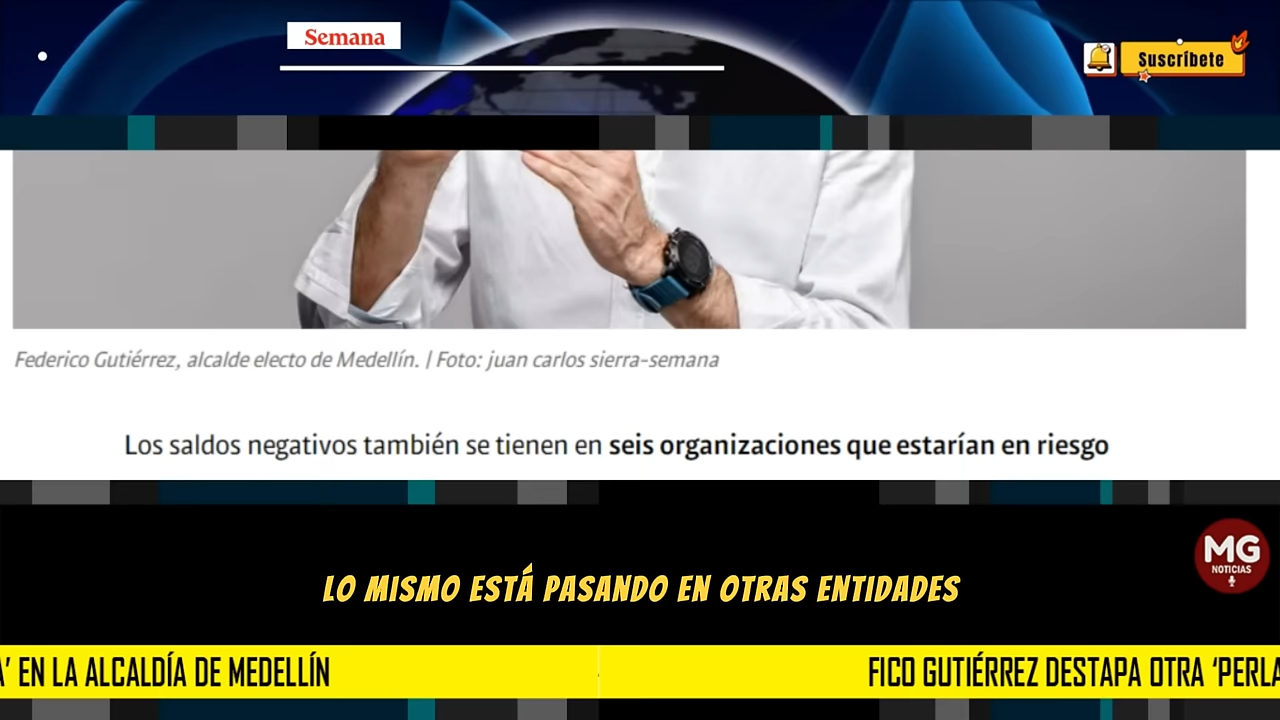 Semana
Suscríbete
Federico Gutiérrez, alcalde electo de Medellín. | Foto: juan carlos sierra-semana
Los saldos negativos también se tienen en seis organizaciones que estarían en riesgo
MG
NOTICIAS
LO MISMO ESTÁ PASANDO EN OTRAS ENTIDADES
A’ EN LA ALCALDÍA DE MEDELLÍN
FICO GUTIÉRREZ DESTAPA OTRA ‘PERLA